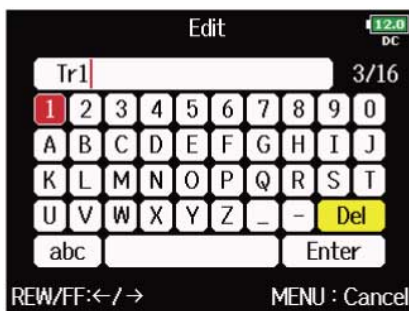 Edit 12.0
DC
Tr1 3/16
1 2 3 4 5 6 7 8 9 0
A B C D E F G H I J
K L M N O P Q R S T
U V W X Y Z _ - Del
abc Enter
REW/FF:←/→ MENU : Cancel